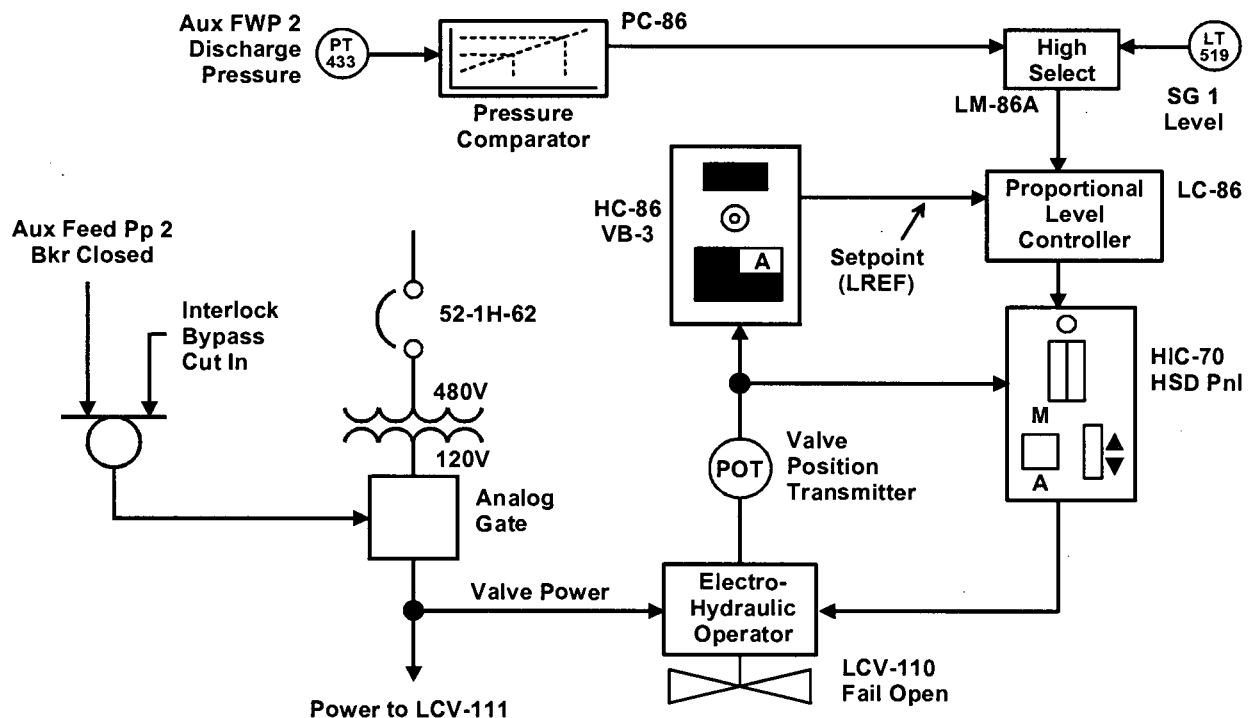 Aux FWP 2
Discharge
Pressure
PT
433
PC-86
Pressure
Comparator
High
Select
LM-86A
LT
519
SG 1
Level
HC-86
VB-3
A
Setpoint
(LREF)
Proportional
Level
Controller
LC-86
Aux Feed Pp 2
Bkr Closed
Interlock
Bypass
Cut In
52-1H-62
480V
120V
Analog
Gate
HIC-70
HSD Pnl
M
A
POT
Valve
Position
Transmitter
Valve Power
Electro-
Hydraulic
Operator
LCV-110
Fail Open
Power to LCV-111